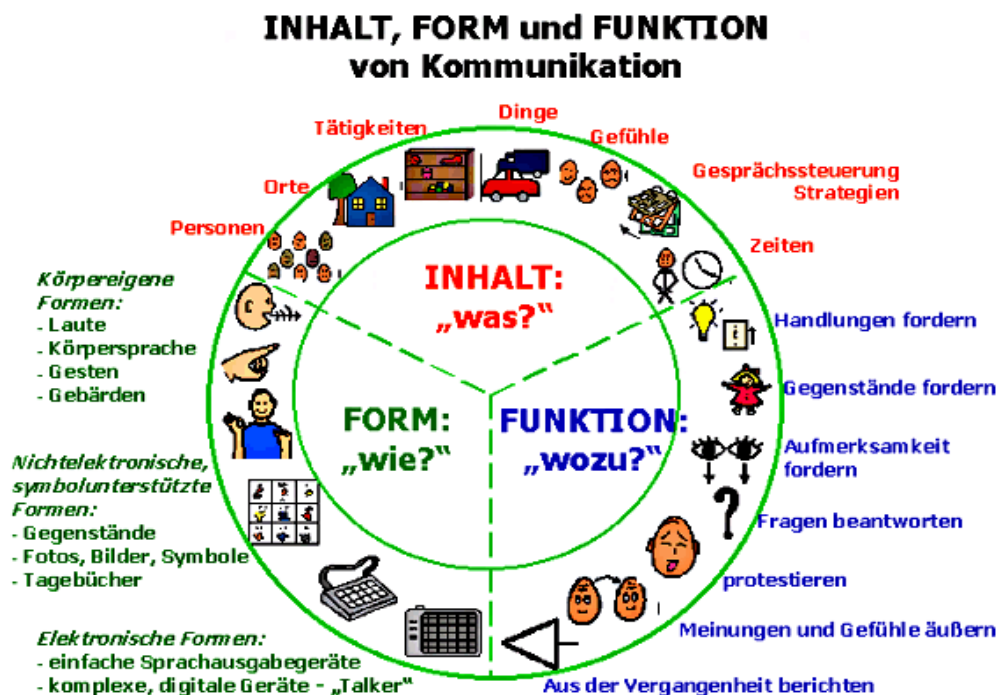 INHALT, FORM und FUNKTION
von Kommunikation
Dinge
Tätigkeiten
Gefühle
Gesprächssteuerung
Strategien
Orte
Personen
Zeiten
INHALT:
„was?“
Körpereigene
Formen:
- Laute
- Körpersprache
- Gesten
- Gebärden
Handlungen fordern
Gegenstände fordern
FORM:
„wie?“
FUNKTION:
„wozu?“
Aufmerksamkeit
fordern
Nichtelektronische,
symbolunterstützte
Formen:
- Gegenstände
- Fotos, Bilder, Symbole
- Tagebücher
?
Fragen beantworten
protestieren
Meinungen und Gefühle äußern
Elektronische Formen:
- einfache Sprachausgabegeräte
- komplexe, digitale Geräte - „Talker“
Aus der Vergangenheit berichten